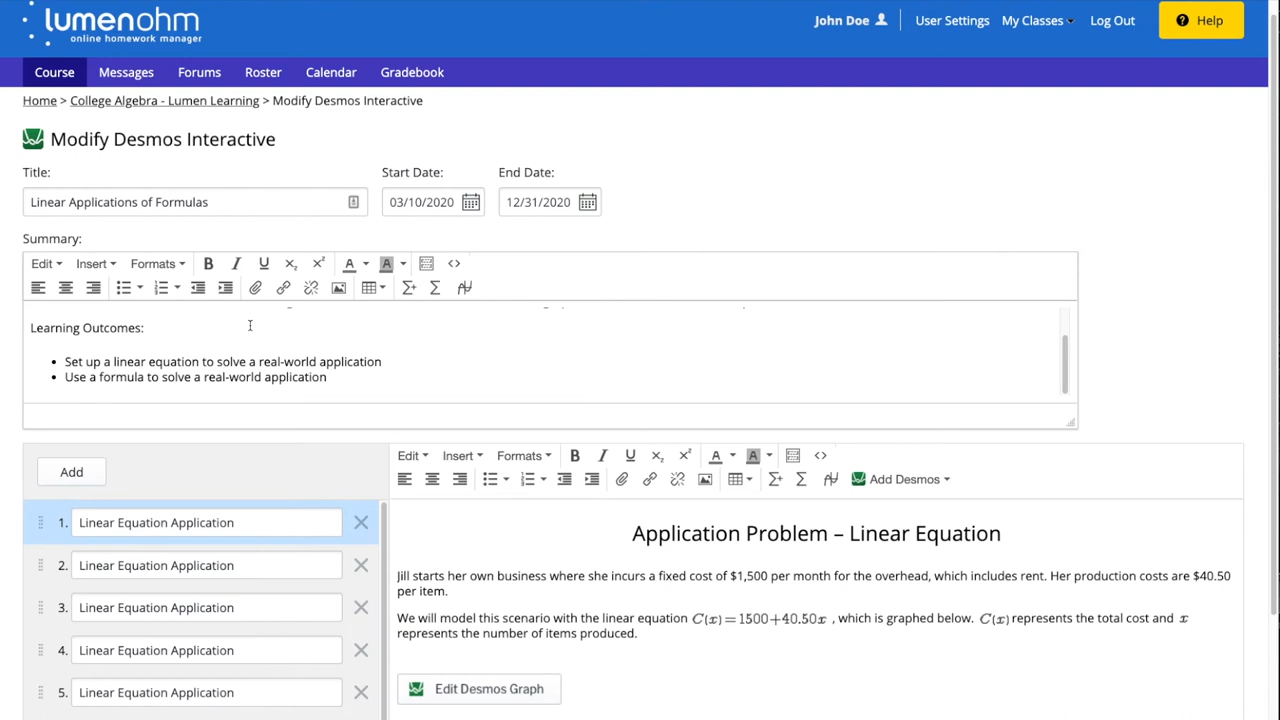 lumenohm
online homework manager
John Doe User Settings My Classes Log Out Help
Course Messages Forums Roster Calendar Gradebook
Home > College Algebra - Lumen Learning > Modify Desmos Interactive
Modify Desmos Interactive
Title: Start Date: End Date:
Linear Applications of Formulas 03/10/2020 12/31/2020
Summary:
Edit Insert Formats B I U x₂ x² A A <>
Σ+ Σ
Learning Outcomes:
• Set up a linear equation to solve a real-world application
• Use a formula to solve a real-world application
Add
Edit Insert Formats B I U x₂ x² A A <>
Σ+ Σ Add Desmos
1. Linear Equation Application
2. Linear Equation Application
3. Linear Equation Application
4. Linear Equation Application
5. Linear Equation Application
Application Problem – Linear Equation
Jill starts her own business where she incurs a fixed cost of $1,500 per month for the overhead, which includes rent. Her production costs are $40.50
per item.
We will model this scenario with the linear equation C(x)=1500+40.50x , which is graphed below. C(x) represents the total cost and x
represents the number of items produced.
Edit Desmos Graph